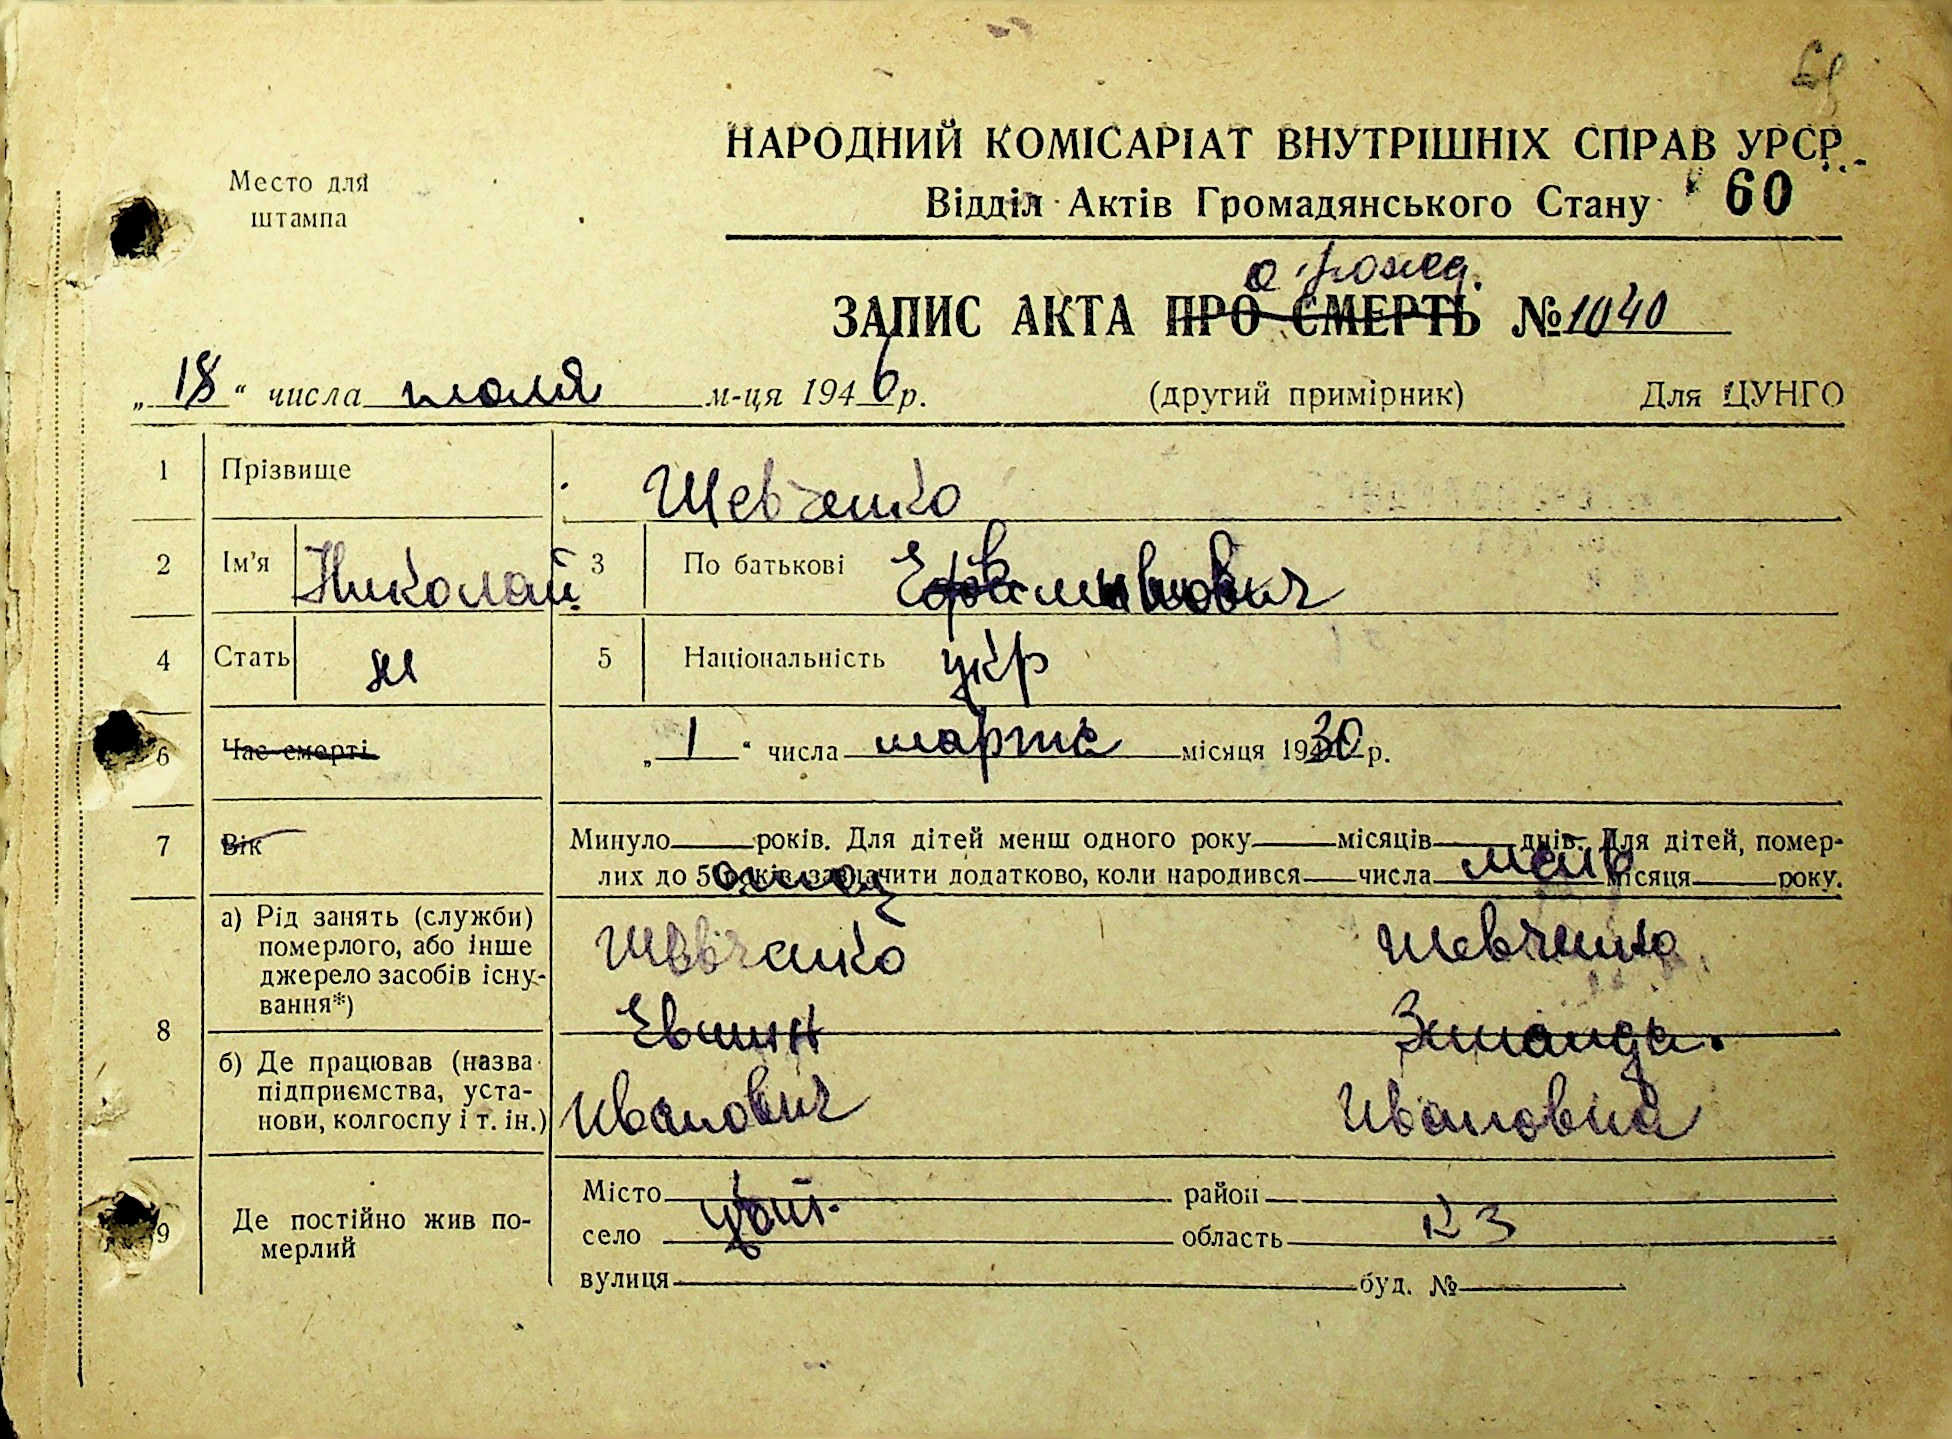 НАРОДНИЙ КОМІСАРІАТ ВНУТРІШНІХ СПРАВ УРСР
Место для штампа
Відділ Актів Громадянського Стану 60
о рожд.
ЗАПИС АКТА ПРО СМЕРТЬ № 1040
„18“ числа июля м-ця 1946 р. (другий примірник) Для ЦУНГО
1 Прізвище Шевченко
2 Ім'я Николай 3 По батькові
4 Стать м 5 Національність укр
6 Час смерті „1“ числа марта місяця 1930 р.
7 Вік Минуло років. Для дітей менш одного року місяців днів. Для дітей, помер-
лих до 5 років зазначити додатково, коли народився числа місяця року.
отец мать
8 а) Рід занять (служби)
померлого, або інше
джерело засобів існу-
вання*)
Шевченко Шевченко
Евгин
б) Де працював (назва
підприємства, уста-
нови, колгоспу і т. ін.)
Иванович Ивановна
9 Де постійно жив по-
мерлий
Місто район
село область
вулиця буд. №